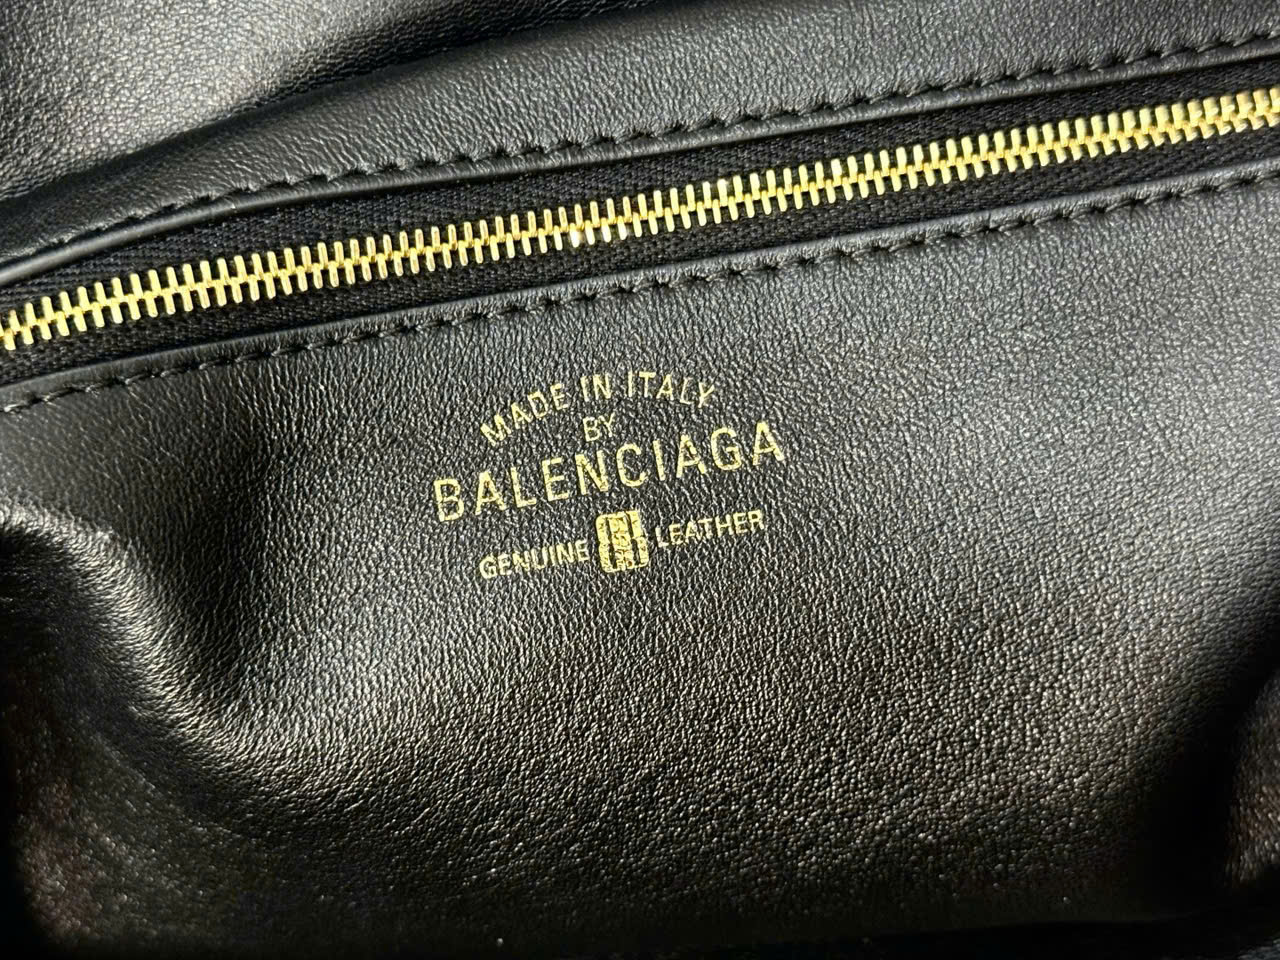 MADE IN ITALY
BY
BALENCIAGA
GENUINE LEATHER